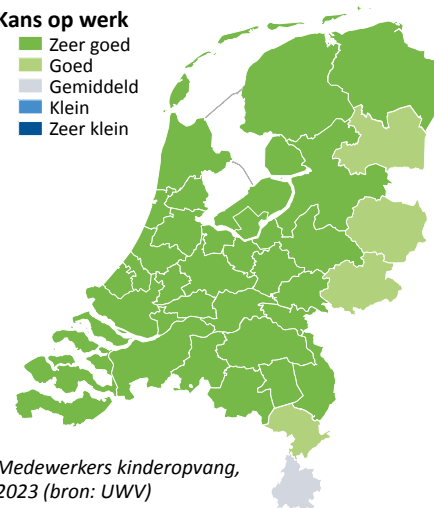 Kans op werk
Zeer goed
Goed
Gemiddeld
Klein
Zeer klein
Medewerkers kinderopvang,
2023 (bron: UWV)